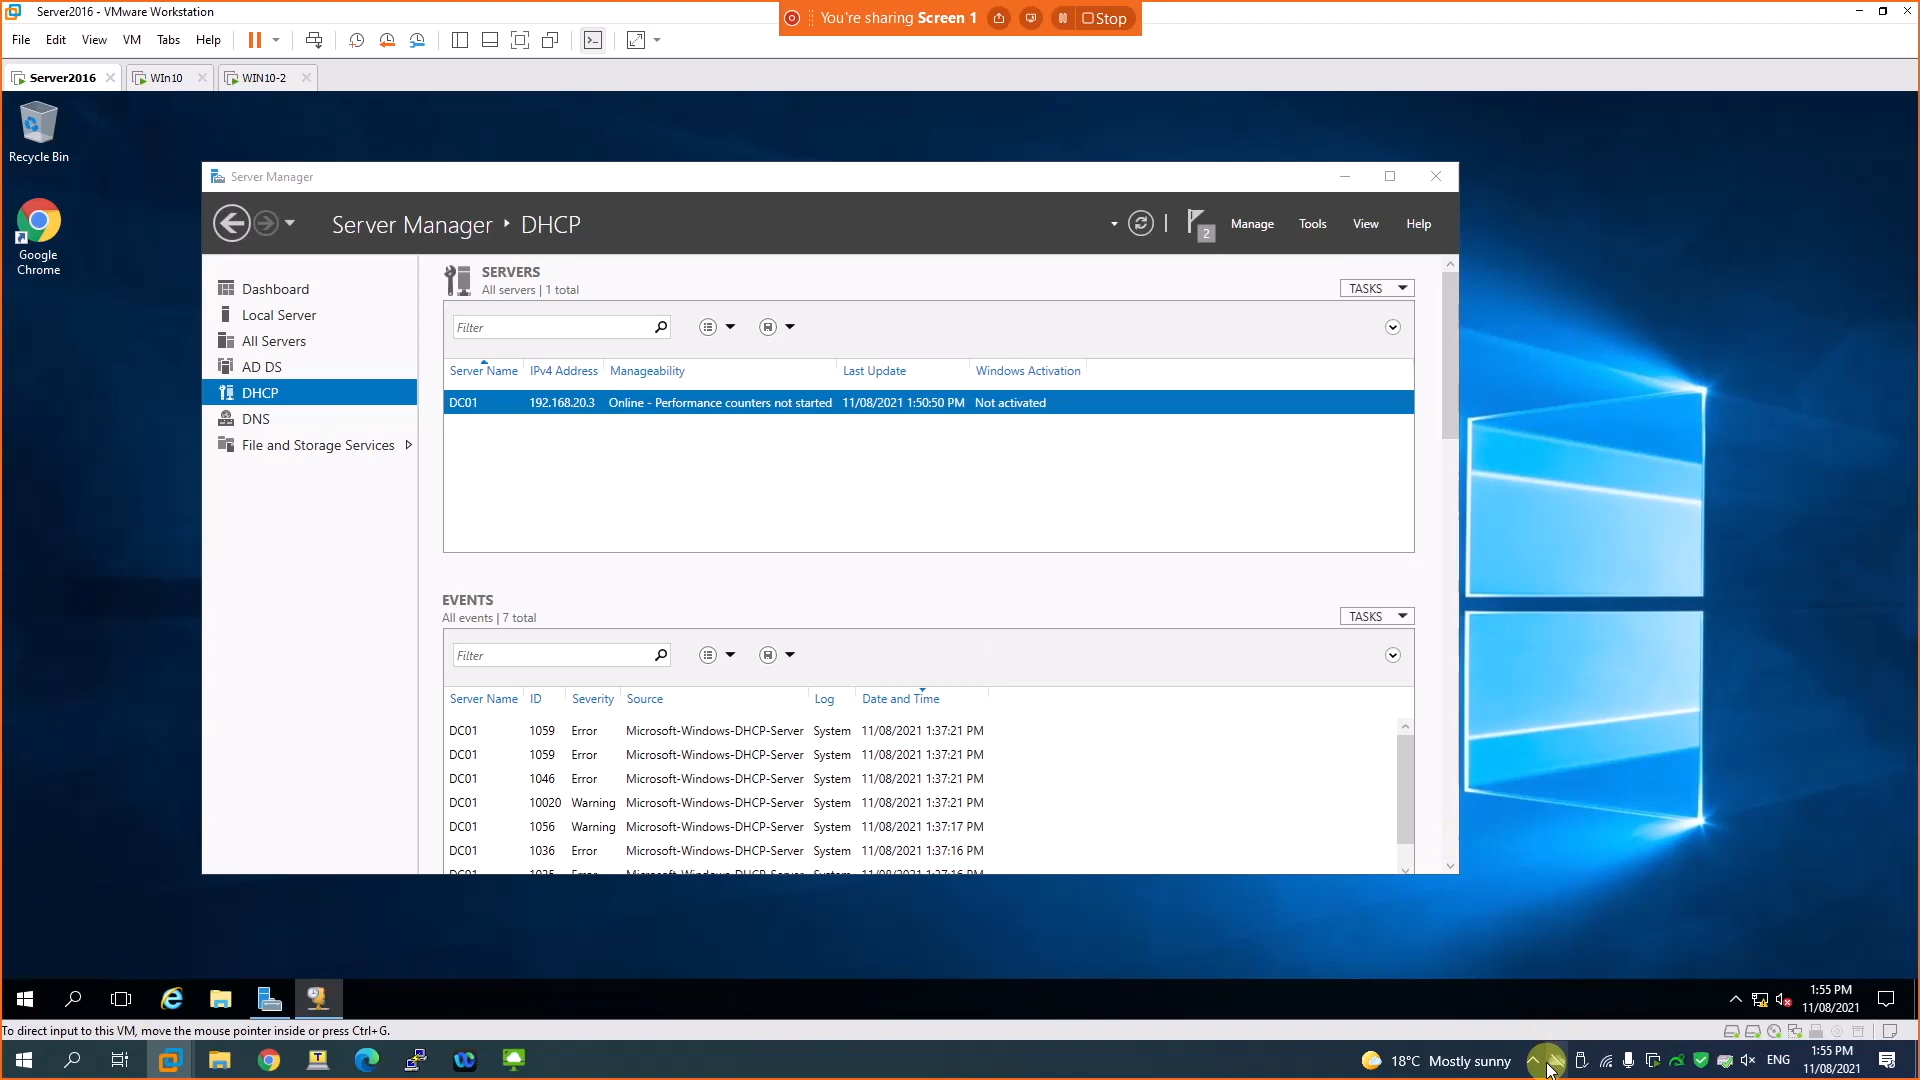 Server2016 - VMware Workstation
You're sharing Screen 1
Stop
File Edit View VM Tabs Help
Server2016
WIn10
WIN10-2
Recycle Bin
Google
Chrome
Server Manager
Server Manager DHCP
2
Manage Tools View Help
Dashboard
Local Server
All Servers
AD DS
DHCP
DNS
File and Storage Services
SERVERS
All servers | 1 total
TASKS
Filter
Server Name IPv4 Address Manageability Last Update Windows Activation
DC01 192.168.20.3 Online - Performance counters not started 11/08/2021 1:50:50 PM Not activated
EVENTS
All events | 7 total
TASKS
Filter
Server Name ID Severity Source Log Date and Time
DC01 1059 Error Microsoft-Windows-DHCP-Server System 11/08/2021 1:37:21 PM
DC01 1059 Error Microsoft-Windows-DHCP-Server System 11/08/2021 1:37:21 PM
DC01 1046 Error Microsoft-Windows-DHCP-Server System 11/08/2021 1:37:21 PM
DC01 10020 Warning Microsoft-Windows-DHCP-Server System 11/08/2021 1:37:21 PM
DC01 1056 Warning Microsoft-Windows-DHCP-Server System 11/08/2021 1:37:17 PM
DC01 1036 Error Microsoft-Windows-DHCP-Server System 11/08/2021 1:37:16 PM
1:55 PM
11/08/2021
To direct input to this VM, move the mouse pointer inside or press Ctrl+G.
18°C Mostly sunny
ENG
1:55 PM
11/08/2021